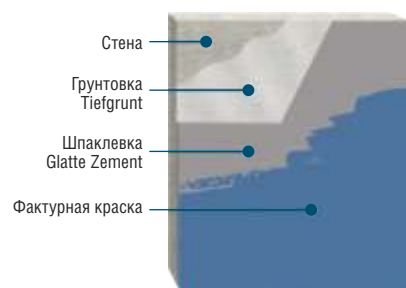 Стена
Грунтовка
Tiefgrunt
Шпаклевка
Glatte Zement
Фактурная краска